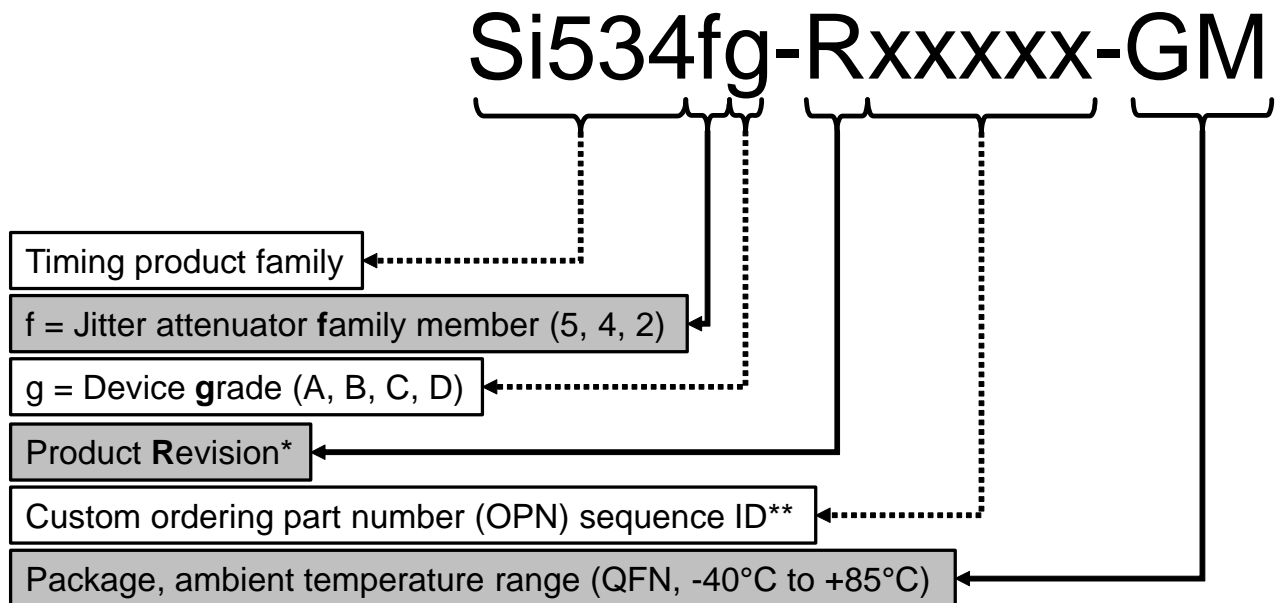 Si534fg-Rxxxxx-GM
Timing product family
f = Jitter attenuator family member (5, 4, 2)
g = Device grade (A, B, C, D)
Product Revision*
Custom ordering part number (OPN) sequence ID**
Package, ambient temperature range (QFN, -40°C to +85°C)